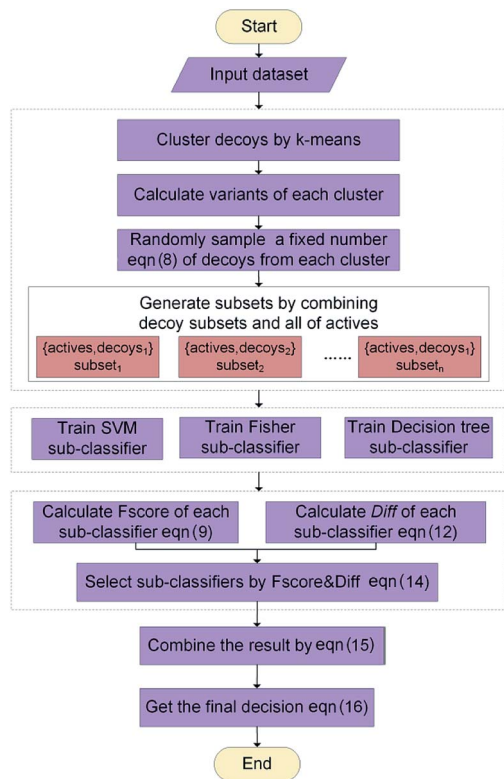 Start
Input dataset
Cluster decoys by k-means
Calculate variants of each cluster
Randomly sample a fixed number
eqn (8) of decoys from each cluster
Generate subsets by combining
decoy subsets and all of actives
{actives,decoys₁}
subset₁
{actives,decoys₂}
subset₂
......
{actives,decoys₁}
subsetₙ
Train SVM
sub-classifier
Train Fisher
sub-classifier
Train Decision tree
sub-classifier
Calculate Fscore of each
sub-classifier eqn (9)
Calculate Diff of each
sub-classifier eqn (12)
Select sub-classifiers by Fscore&Diff eqn (14)
Combine the result by eqn (15)
Get the final decision eqn (16)
End